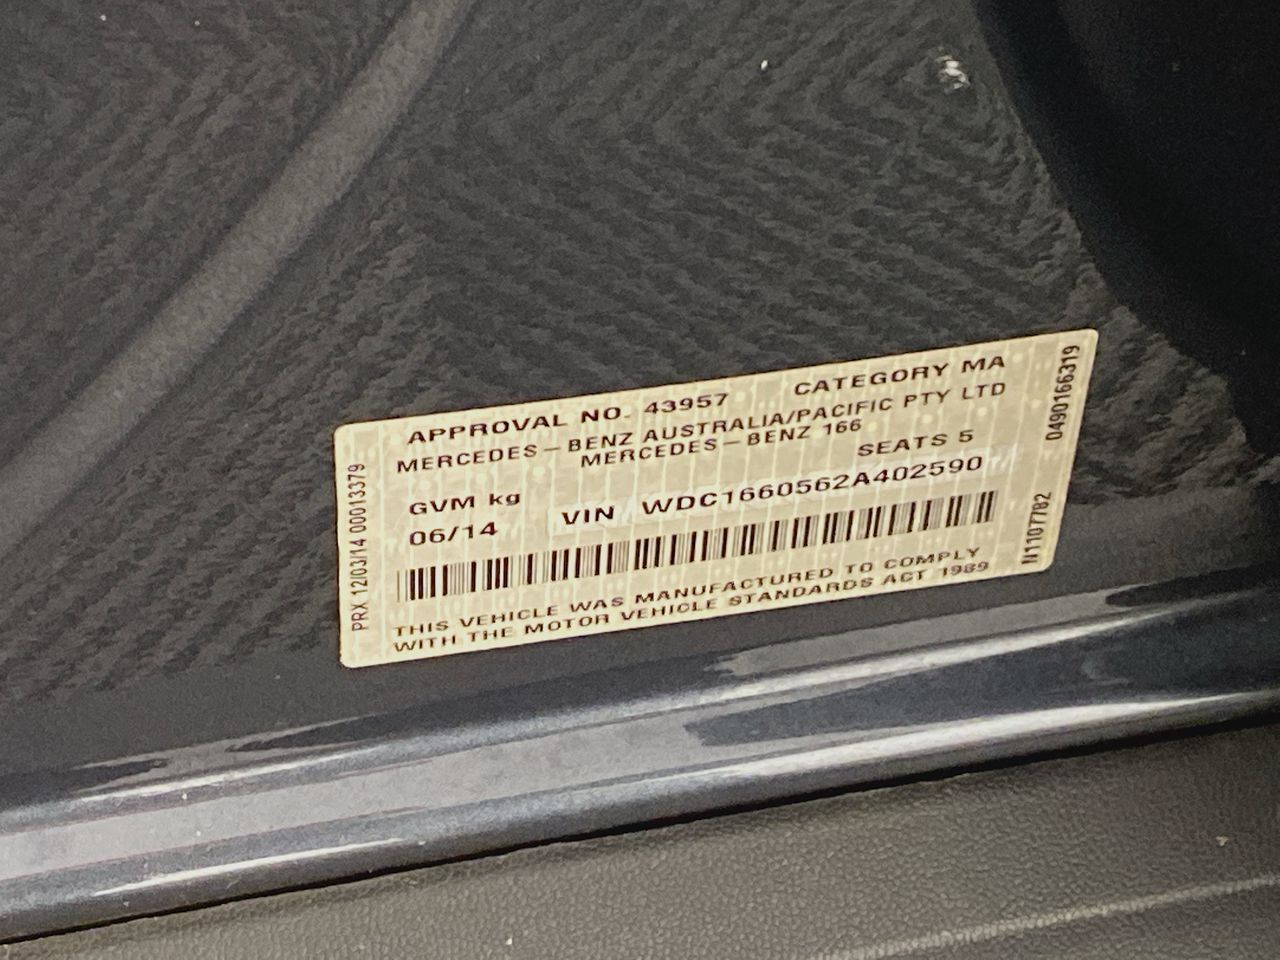 APPROVAL NO. 43957 CATEGORY MA
MERCEDES-BENZ AUSTRALIA/PACIFIC PTY LTD
MERCEDES-BENZ 166
SEATS 5
GVM kg
06/14
VIN WDC1660562A402590
THIS VEHICLE WAS MANUFACTURED TO COMPLY
WITH THE MOTOR VEHICLE STANDARDS ACT 1989
PRX 12/03/14 00013379
N1107782 0490166319